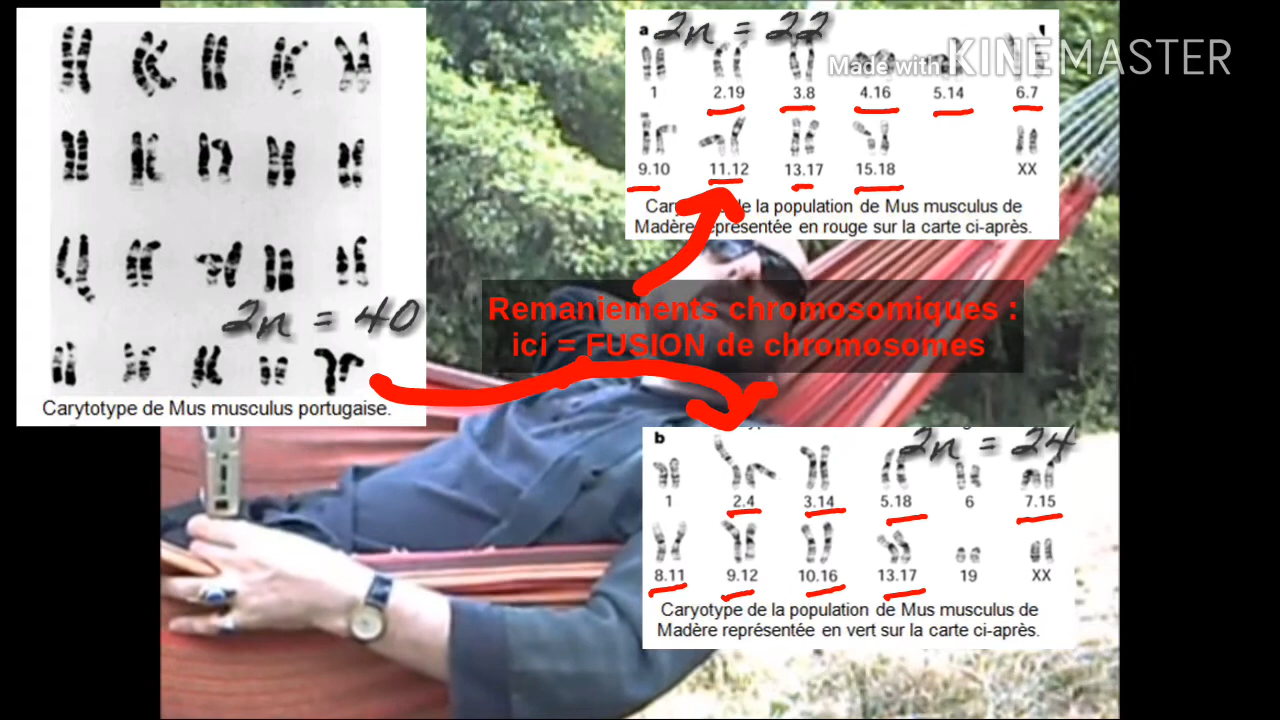 2n = 40
Carytotype de Mus musculus portugaise.
a
2n = 22
Made with KINEMASTER
1 2.19 3.8 4.16 5.14 6.7
9.10 11.12 13.17 15.18 XX
Caryotype de la population de Mus musculus de
Madère représentée en rouge sur la carte ci-après.
Remaniements chromosomiques :
ici = FUSION de chromosomes
b
2n = 24
1 2.4 3.14 5.18 6 7.15
8.11 9.12 10.16 13.17 19 XX
Caryotype de la population de Mus musculus de
Madère représentée en vert sur la carte ci-après.